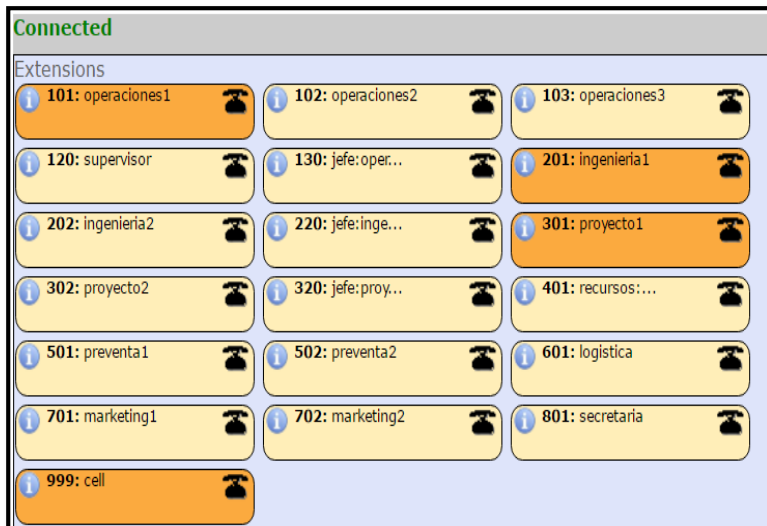 Connected
Extensions
101: operaciones1
102: operaciones2
103: operaciones3
120: supervisor
130: jefe:oper...
201: ingenieria1
202: ingenieria2
220: jefe:inge...
301: proyecto1
302: proyecto2
320: jefe:proy...
401: recursos:...
501: preventa1
502: preventa2
601: logistica
701: marketing1
702: marketing2
801: secretaria
999: cell